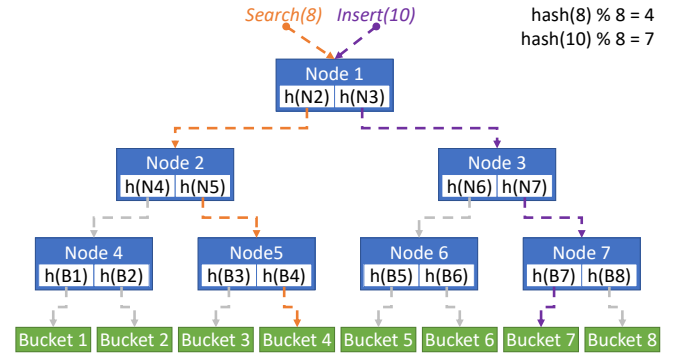 Search(8) Insert(10)
hash(8) % 8 = 4
hash(10) % 8 = 7
Node 1
h(N2) h(N3)
Node 2 Node 3
h(N4) h(N5) h(N6) h(N7)
Node 4 Node5 Node 6 Node 7
h(B1) h(B2) h(B3) h(B4) h(B5) h(B6) h(B7) h(B8)
Bucket 1 Bucket 2 Bucket 3 Bucket 4 Bucket 5 Bucket 6 Bucket 7 Bucket 8